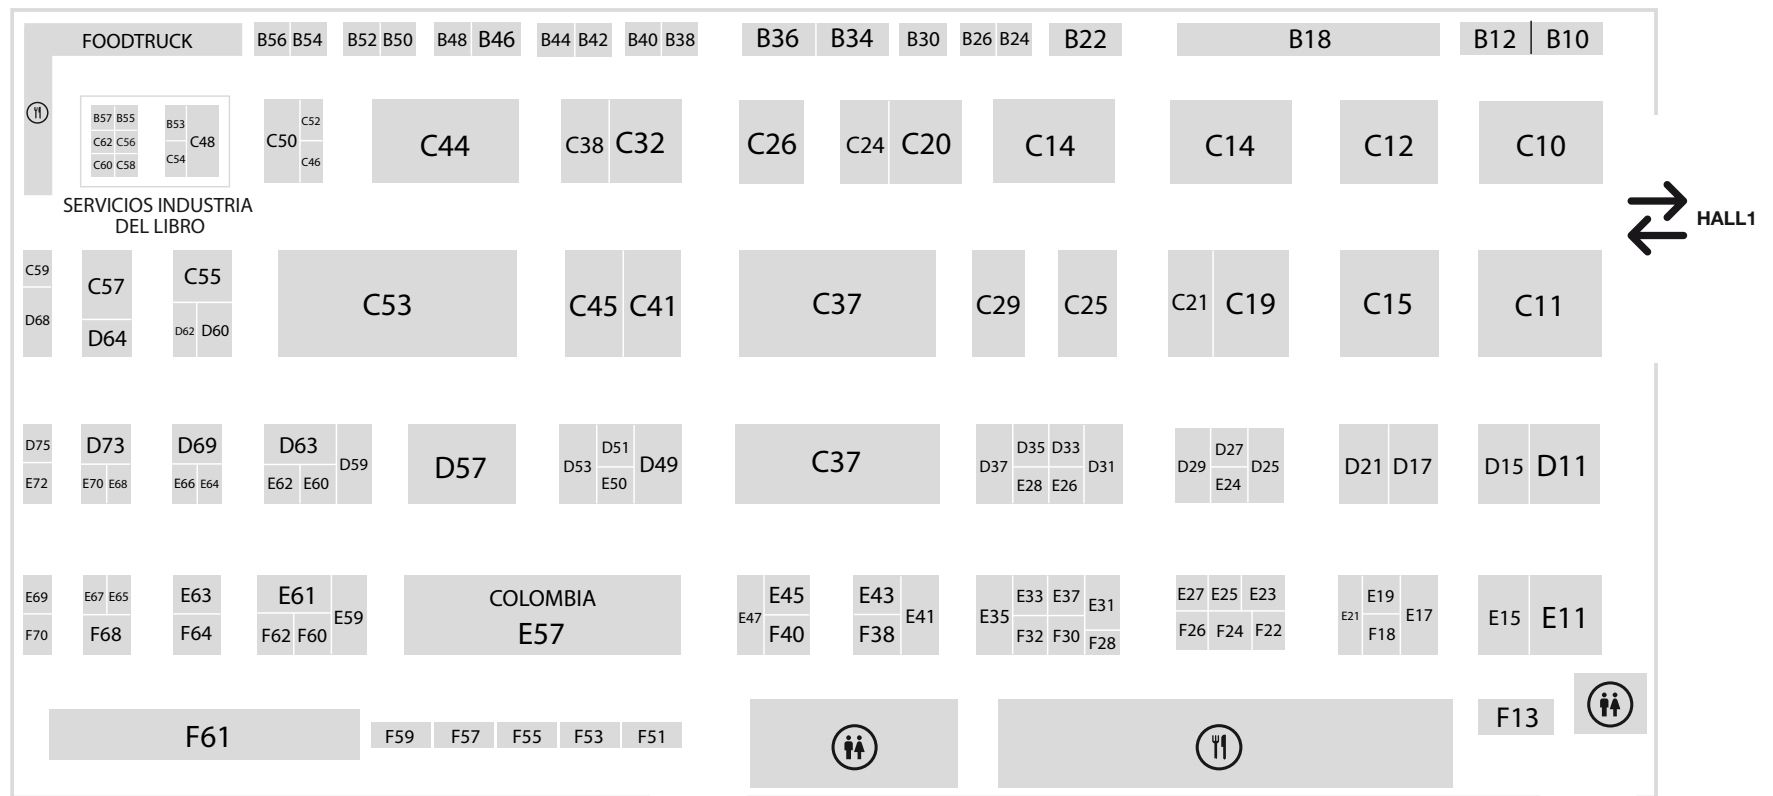 FOODTRUCK B56 B54 B52 B50 B48 B46 B44 B42 B40 B38 B36 B34 B30 B26 B24 B22 B18 B12 B10
B57 B55 B53 C48 C50 C52 C44 C38 C32 C26 C24 C20 C14 C14 C12 C10
C62 C56
C60 C58 C54 C46
SERVICIOS INDUSTRIA
DEL LIBRO
HALL1
C59 C57 C55 C53 C45 C41 C37 C29 C25 C21 C19 C15 C11
D68 D64 D62 D60
D75 D73 D69 D63 D59 D57 D53 D51 D49 C37 D37 D35 D33 D31 D29 D27 D25 D21 D17 D15 D11
E72 E70 E68 E66 E64 E62 E60 E50 E28 E26 E24
E69 E67 E65 E63 E61 E59 COLOMBIA E47 E45 E43 E41 E35 E33 E37 E31 E27 E25 E23 E21 E19 E17 E15 E11
F70 F68 F64 F62 F60 E57 F40 F38 F32 F30 F28 F26 F24 F22 F18
F61 F59 F57 F55 F53 F51 F13